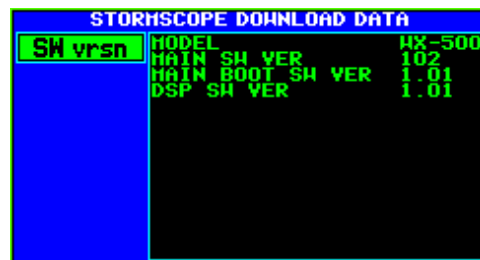 STORMSCOPE DOWNLOAD DATA
SW vrsn
MODEL WX-500
MAIN SW VER 102
MAIN BOOT SW VER 1.01
DSP SW VER 1.01